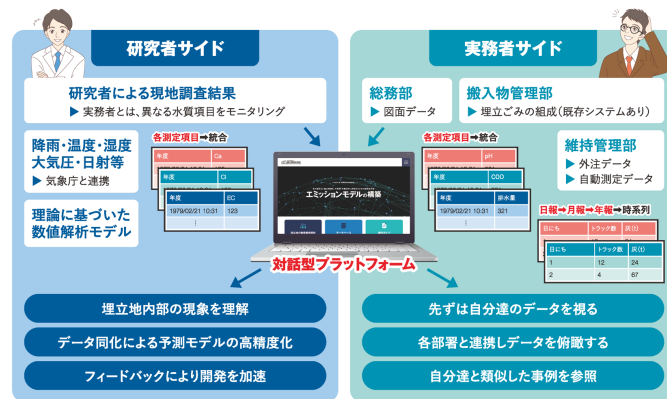 研究者サイド
研究者による現地調査結果
▶ 実務者とは、異なる水質項目をモニタリング
降雨・温度・湿度
大気圧・日射等
▶ 気象庁と連携
理論に基づいた
数値解析モデル
各測定項目➡統合
年度 Ca
年度 Cl
年度 EC
1979/02/21 10:31 123
エミッションモデルの構築
対話型プラットフォーム
埋立地内部の現象を理解
データ同化による予測モデルの高精度化
フィードバックにより開発を加速
実務者サイド
総務部
▶ 図面データ
搬入物管理部
▶ 埋立ごみの組成(既存システムあり)
維持管理部
▶ 外注データ
▶ 自動測定データ
各測定項目➡統合
年度 pH
年度 COD
年度 排水量
1979/02/21 10:31 321
日報➡月報➡年報➡時系列
日にち トラック数 灰(t)
日にち トラック数 灰(t)
1 12 24
2 4 67
先ずは自分達のデータを視る
各部署と連携しデータを俯瞰する
自分達と類似した事例を参照